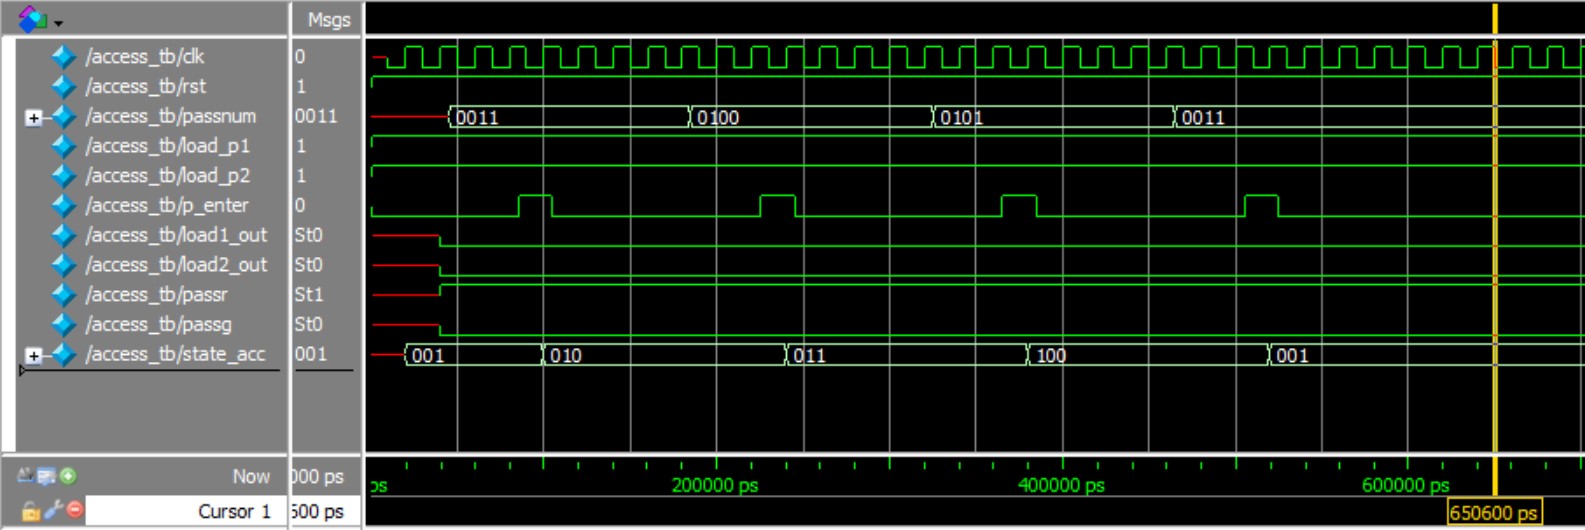 Msgs
/access_tb/clk 0
/access_tb/rst 1
/access_tb/passnum 0011 0011 0100 0101 0011
/access_tb/load_p1 1
/access_tb/load_p2 1
/access_tb/p_enter 0
/access_tb/load1_out St0
/access_tb/load2_out St0
/access_tb/passr St1
/access_tb/passg St0
/access_tb/state_acc 001 001 010 011 100 001
Now 000 ps ps 200000 ps 400000 ps 600000 ps
Cursor 1 500 ps 650600 ps